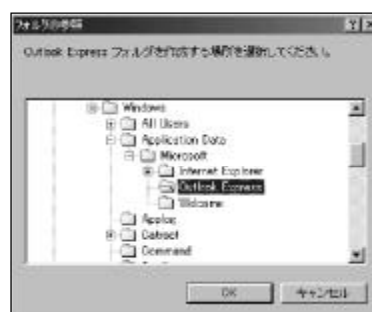 フォルダの参照
Outlook Express フォルダを作成する場所を選択してください。
Windows
All Users
Application Data
Microsoft
Internet Explorer
Outlook Express
Welcome
Applog
Catroot
Command
OK
キャンセル